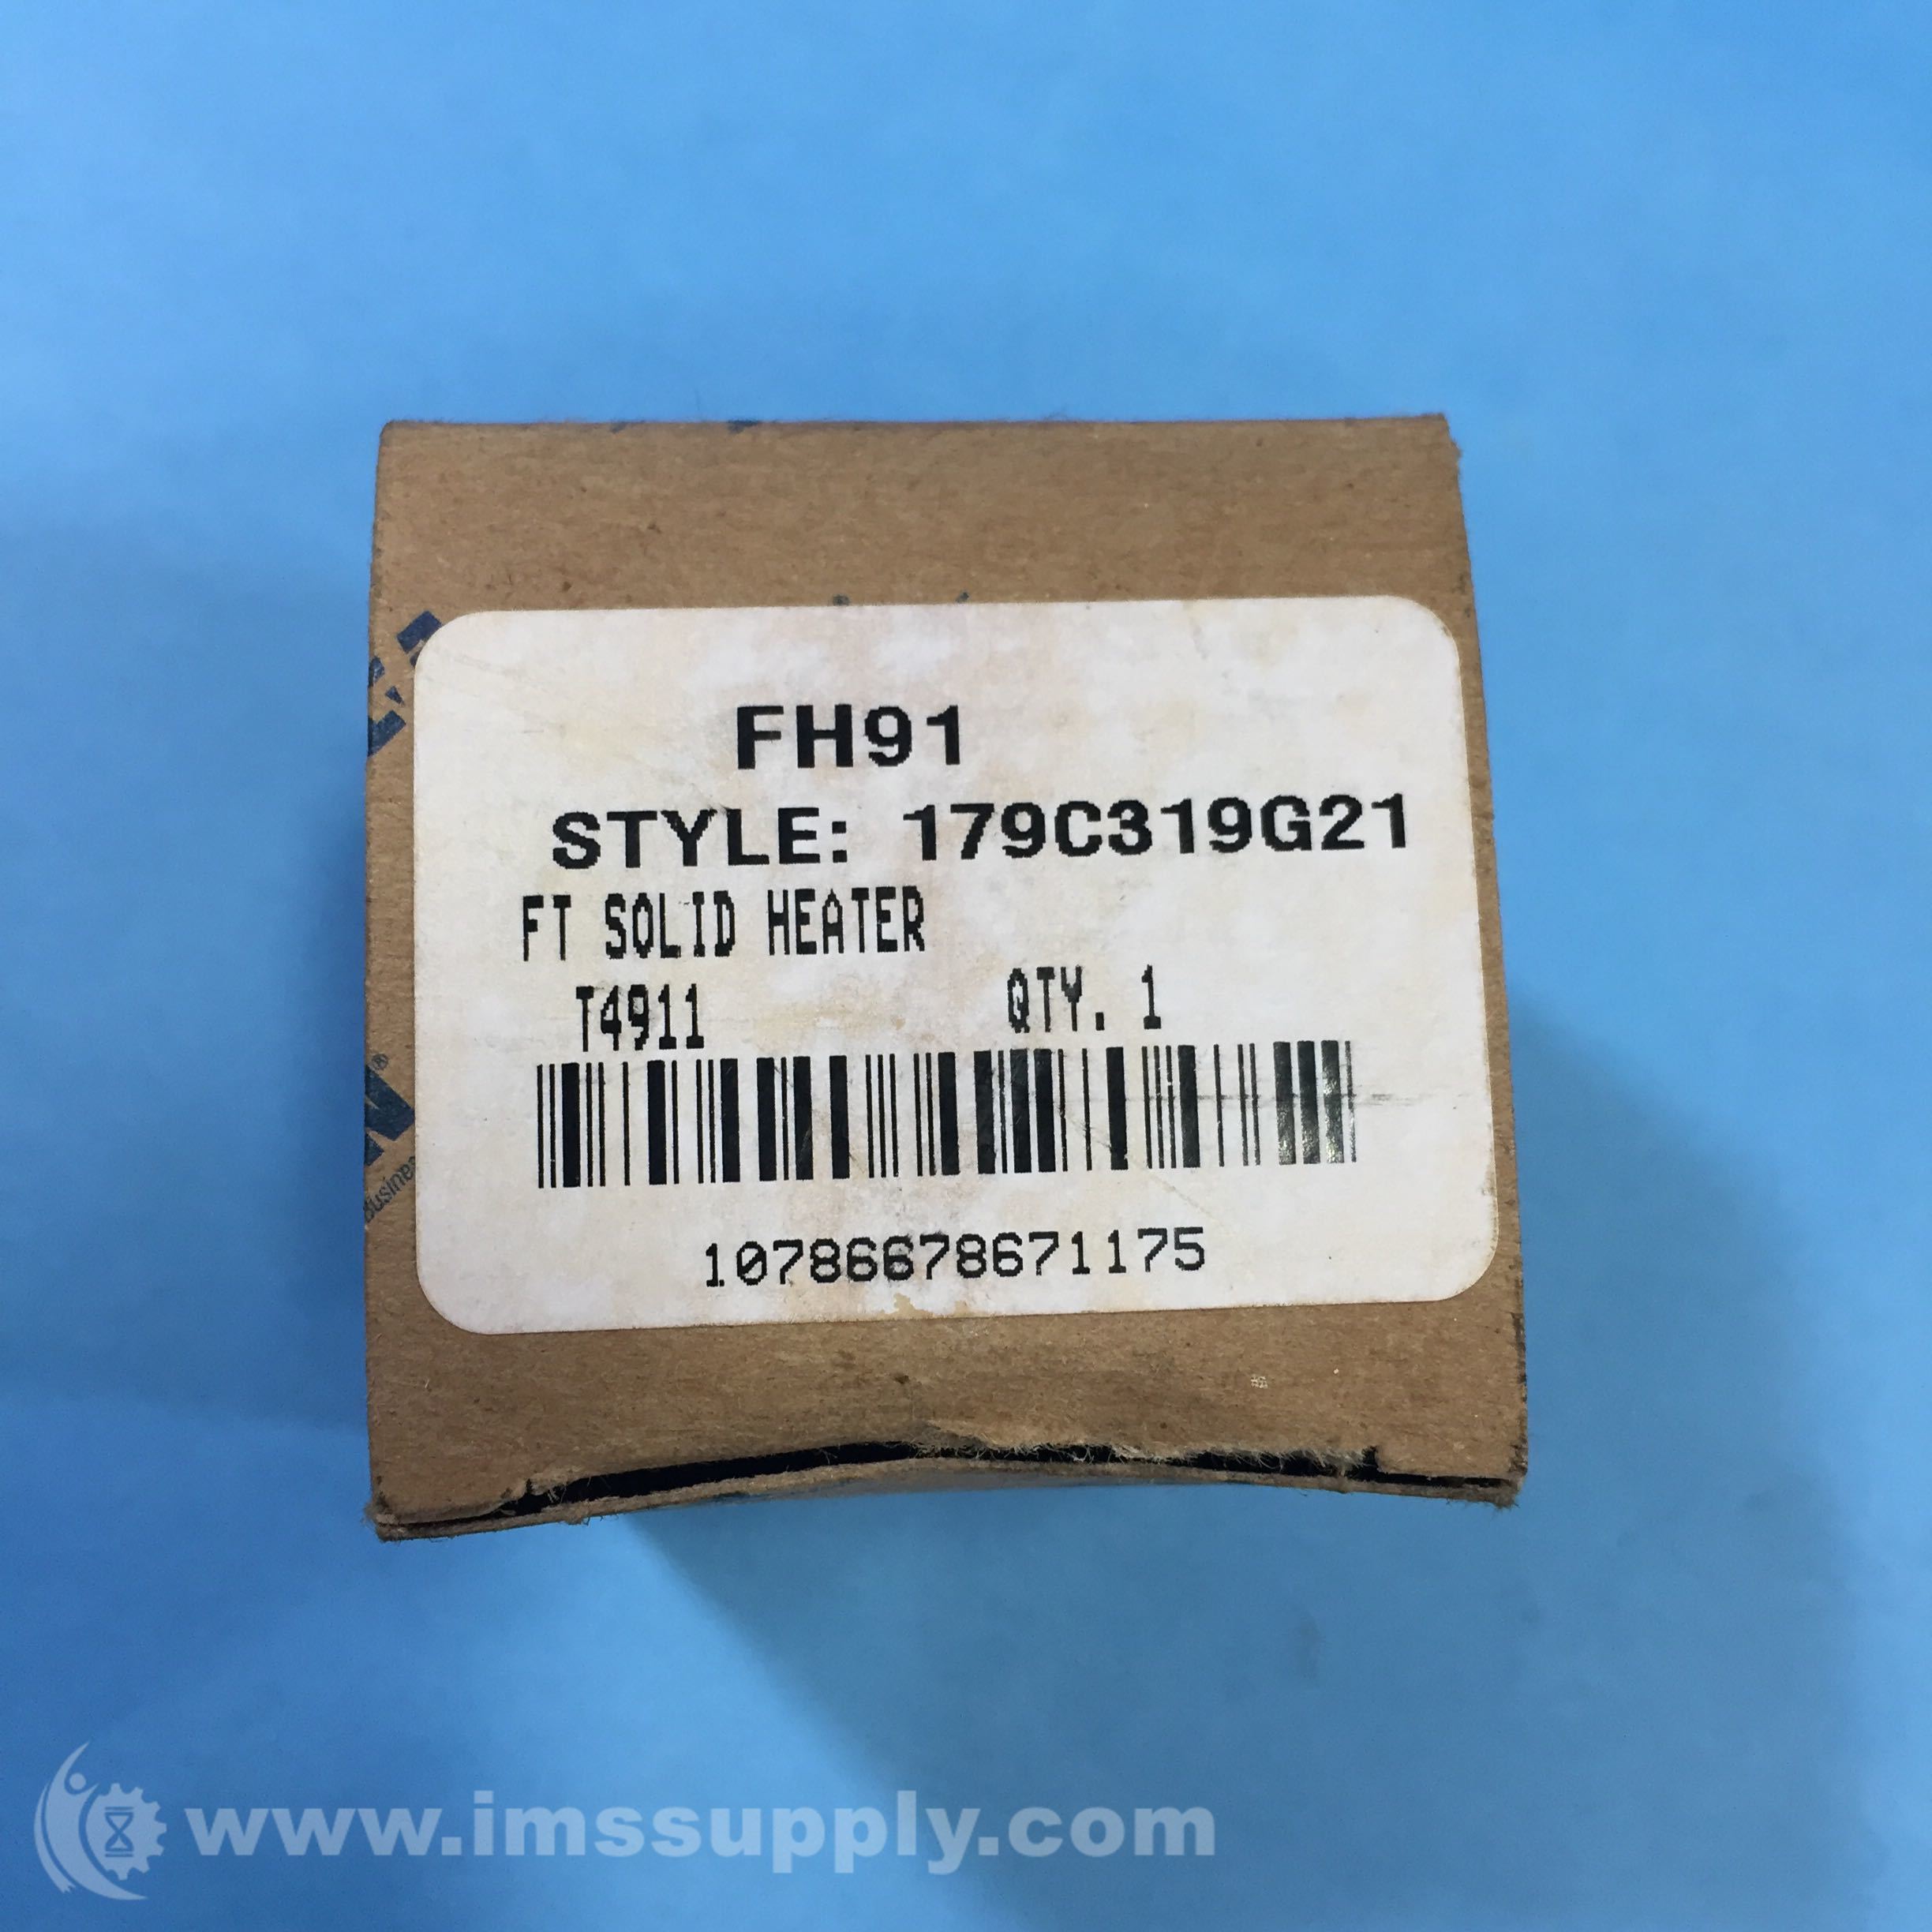 FH91
STYLE: 179C319G21
FT SOLID HEATER
T4911 QTY. 1
10786678671175
www.imssupply.com